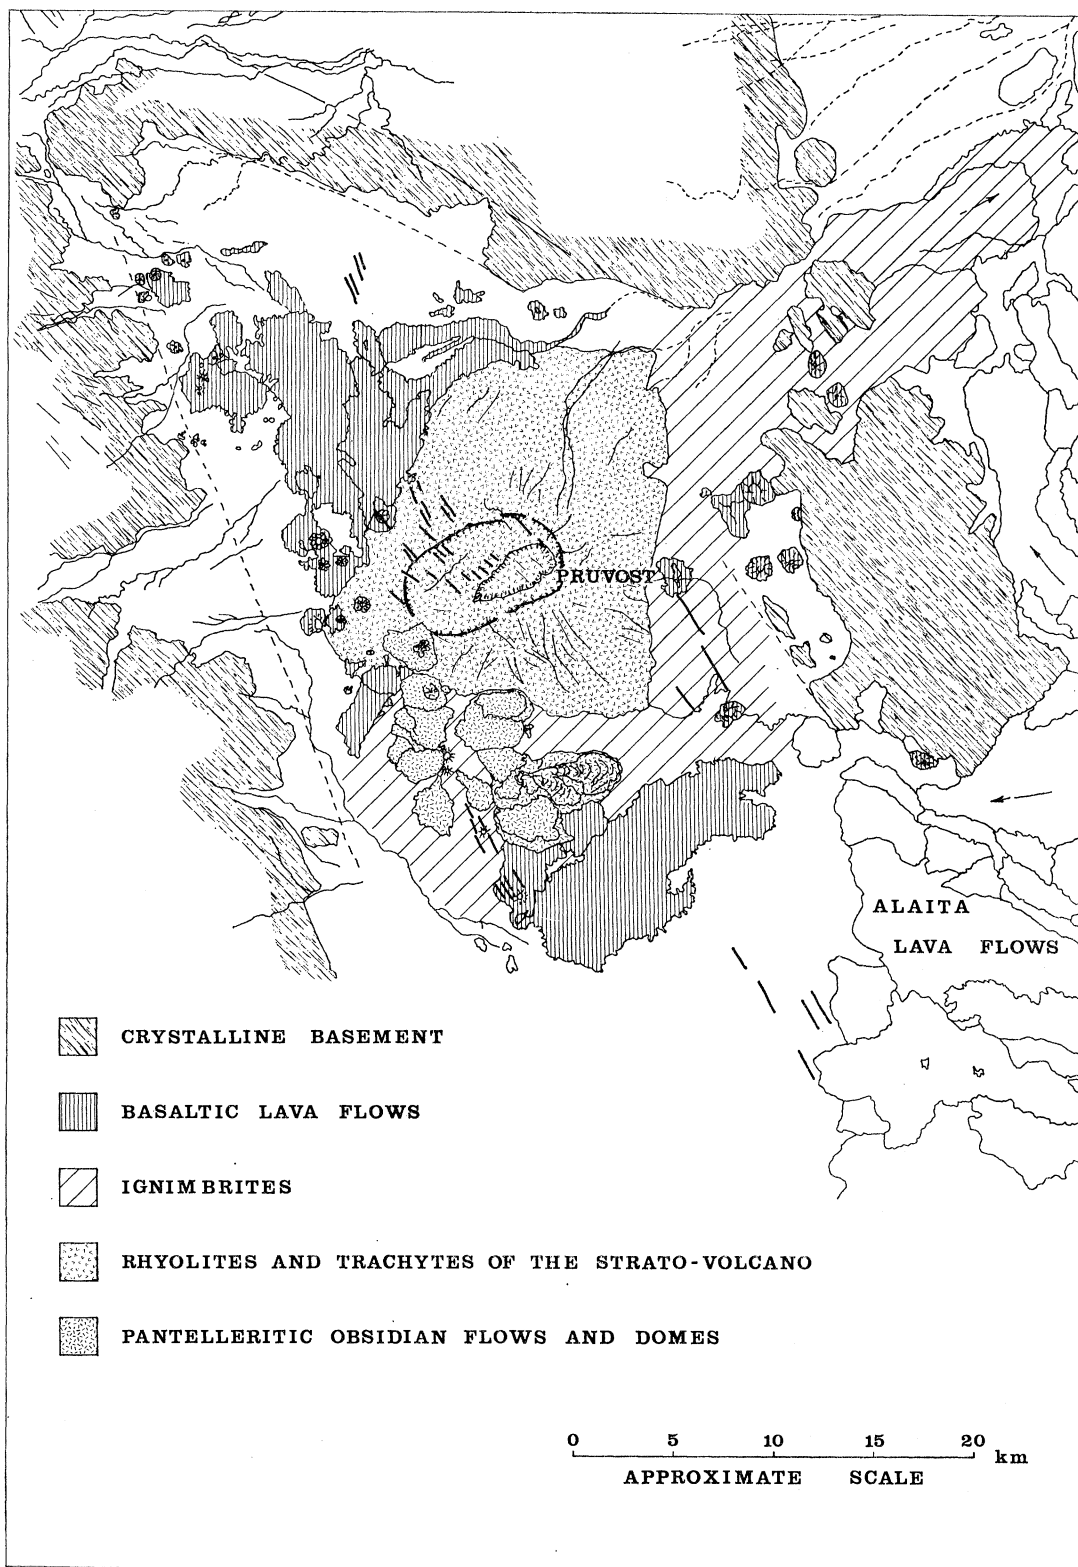 PRUVOST
ALAITA
LAVA FLOWS
CRYSTALLINE BASEMENT
BASALTIC LAVA FLOWS
IGNIMBRITES
RHYOLITES AND TRACHYTES OF THE STRATO-VOLCANO
PANTELLERITIC OBSIDIAN FLOWS AND DOMES
0 5 10 15 20
km
APPROXIMATE SCALE